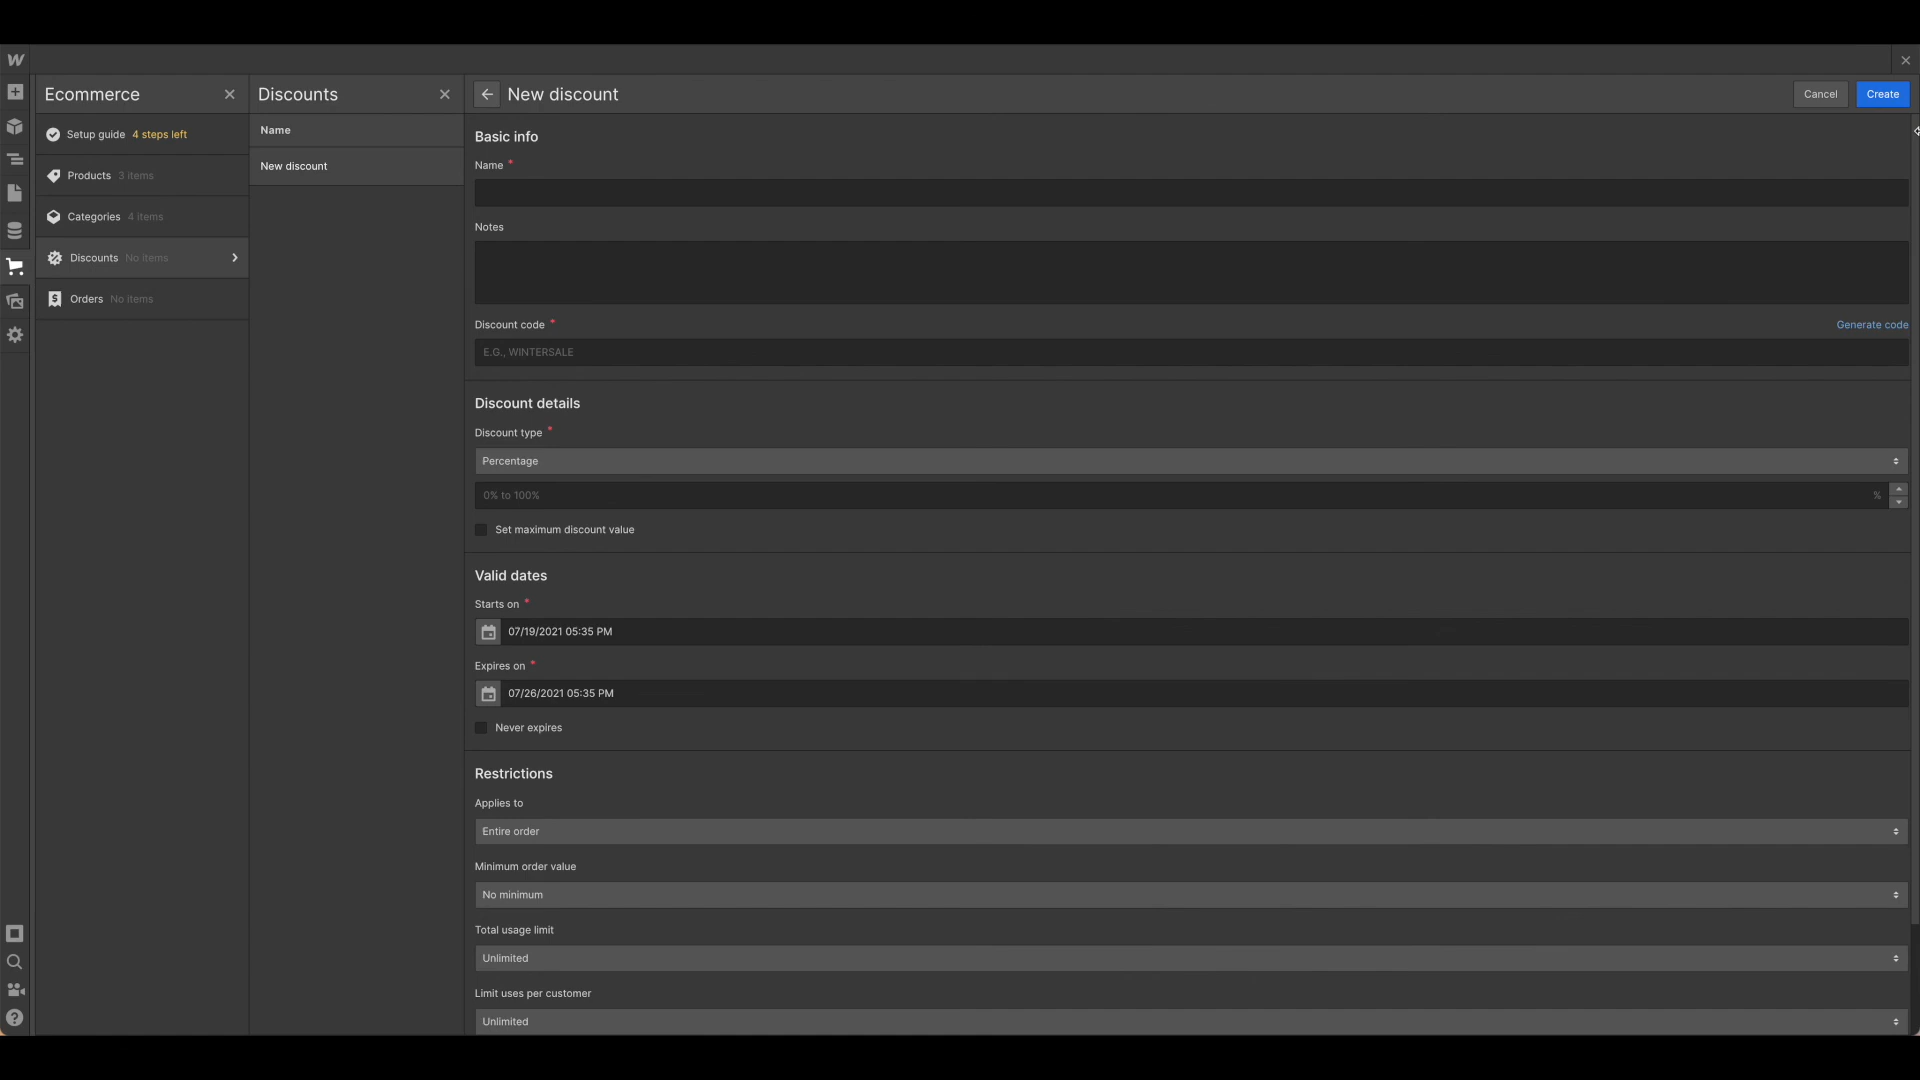 W
Ecommerce
Discounts
New discount
Cancel
Create
Setup guide 4 steps left
Products 3 items
Categories 4 items
Discounts No items
Orders No items
Name
New discount
Basic info
Name *
Notes
Discount code *
Generate code
E.G., WINTERSALE
Discount details
Discount type *
Percentage
0% to 100%
%
Set maximum discount value
Valid dates
Starts on *
07/19/2021 05:35 PM
Expires on *
07/26/2021 05:35 PM
Never expires
Restrictions
Applies to
Entire order
Minimum order value
No minimum
Total usage limit
Unlimited
Limit uses per customer
Unlimited